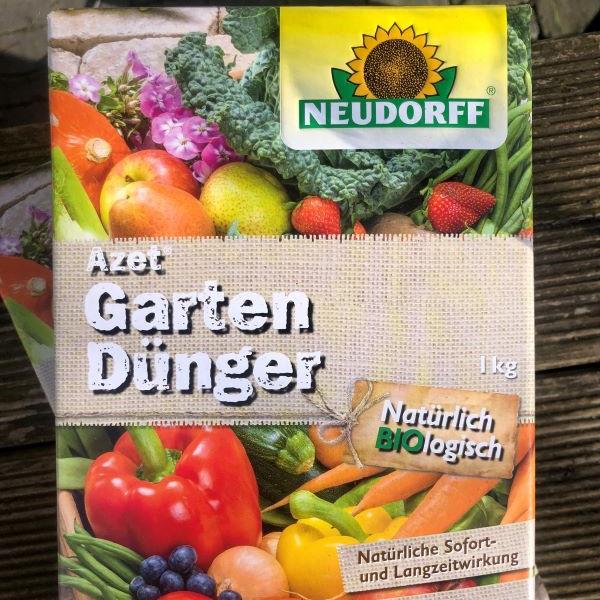 NEUDORFF®
Azet®
Garten
Dünger
1 kg
Natürlich
BIOlogisch
Natürliche Sofort-
und Langzeitwirkung